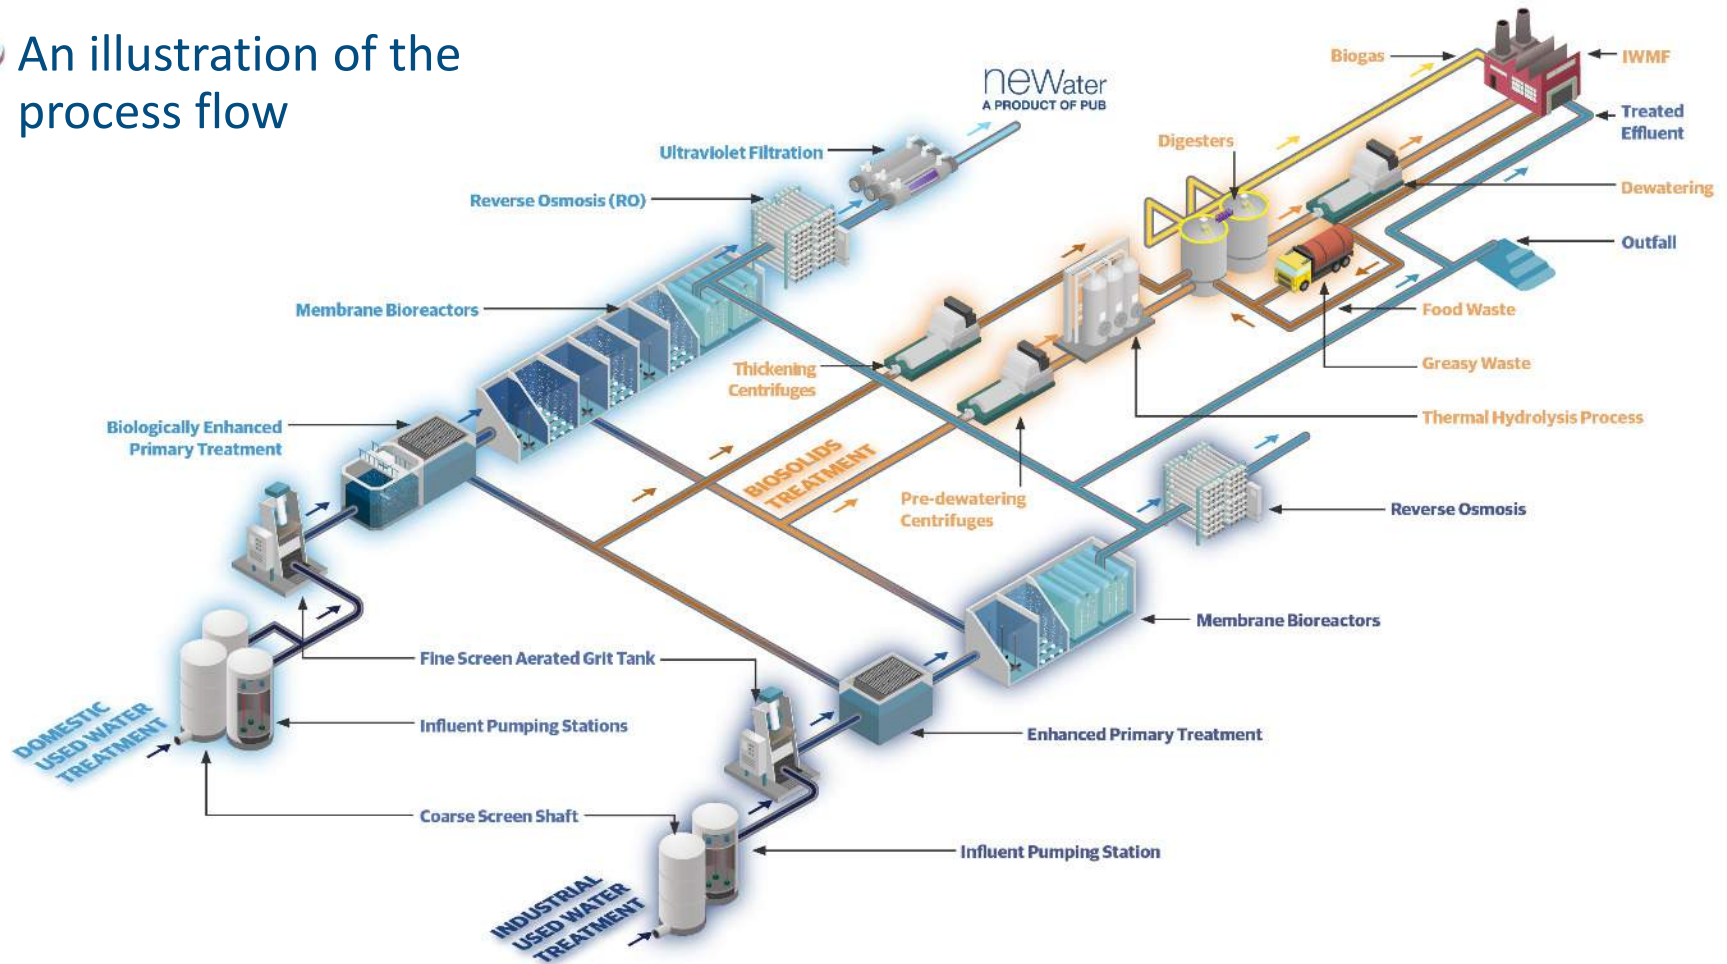 An illustration of the
process flow
neWater
A PRODUCT OF PUB
Biogas
IWMF
Treated
Effluent
Ultraviolet Filtration
Digesters
Dewatering
Reverse Osmosis (RO)
Outfall
Membrane Bioreactors
Food Waste
Thickening
Centrifuges
Greasy Waste
Biologically Enhanced
Primary Treatment
Thermal Hydrolysis Process
BIOSOLIDS
TREATMENT
Pre-dewatering
Centrifuges
Reverse Osmosis
Membrane Bioreactors
Fine Screen Aerated Grit Tank
DOMESTIC
USED WATER
TREATMENT
Influent Pumping Stations
Enhanced Primary Treatment
Coarse Screen Shaft
Influent Pumping Station
INDUSTRIAL
USED WATER
TREATMENT